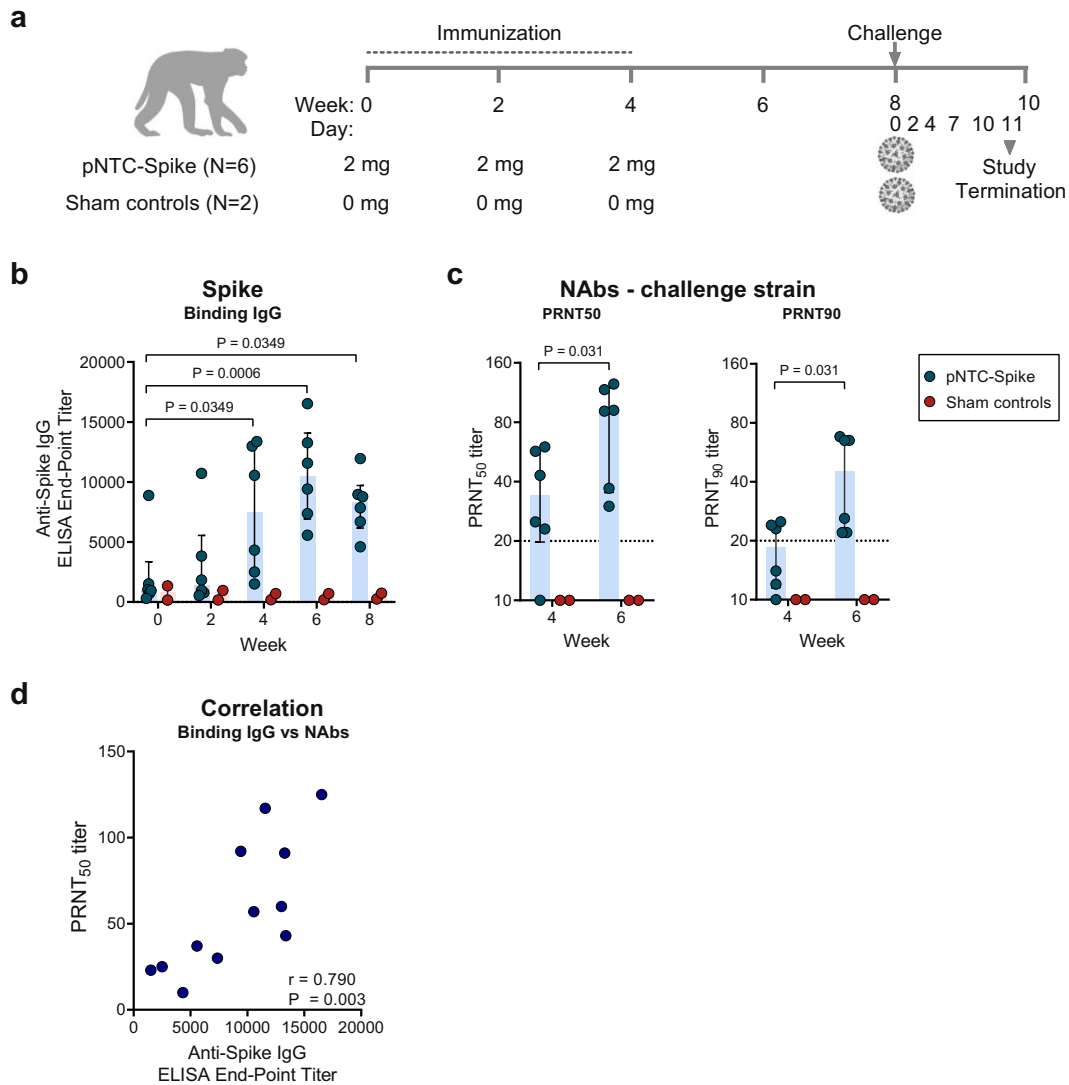 a
Immunization
Challenge
Week: 0 2 4 6 8 10
Day: 0 2 4 7 10 11
pNTC-Spike (N=6) 2 mg 2 mg 2 mg
Sham controls (N=2) 0 mg 0 mg 0 mg
Study
Termination
b
Spike
Binding IgG
P = 0.0349
P = 0.0006
P = 0.0349
Anti-Spike IgG
ELISA End-Point Titer
20000
15000
10000
5000
0
0 2 4 6 8
Week
c
NAbs - challenge strain
PRNT50
P = 0.031
PRNT50 titer
160
80
40
20
10
4 6
Week
PRNT90
P = 0.031
PRNT90 titer
160
80
40
20
10
4 6
Week
pNTC-Spike
Sham controls
d
Correlation
Binding IgG vs NAbs
PRNT50 titer
150
100
50
0
r = 0.790
P = 0.003
0 5000 10000 15000 20000
Anti-Spike IgG
ELISA End-Point Titer